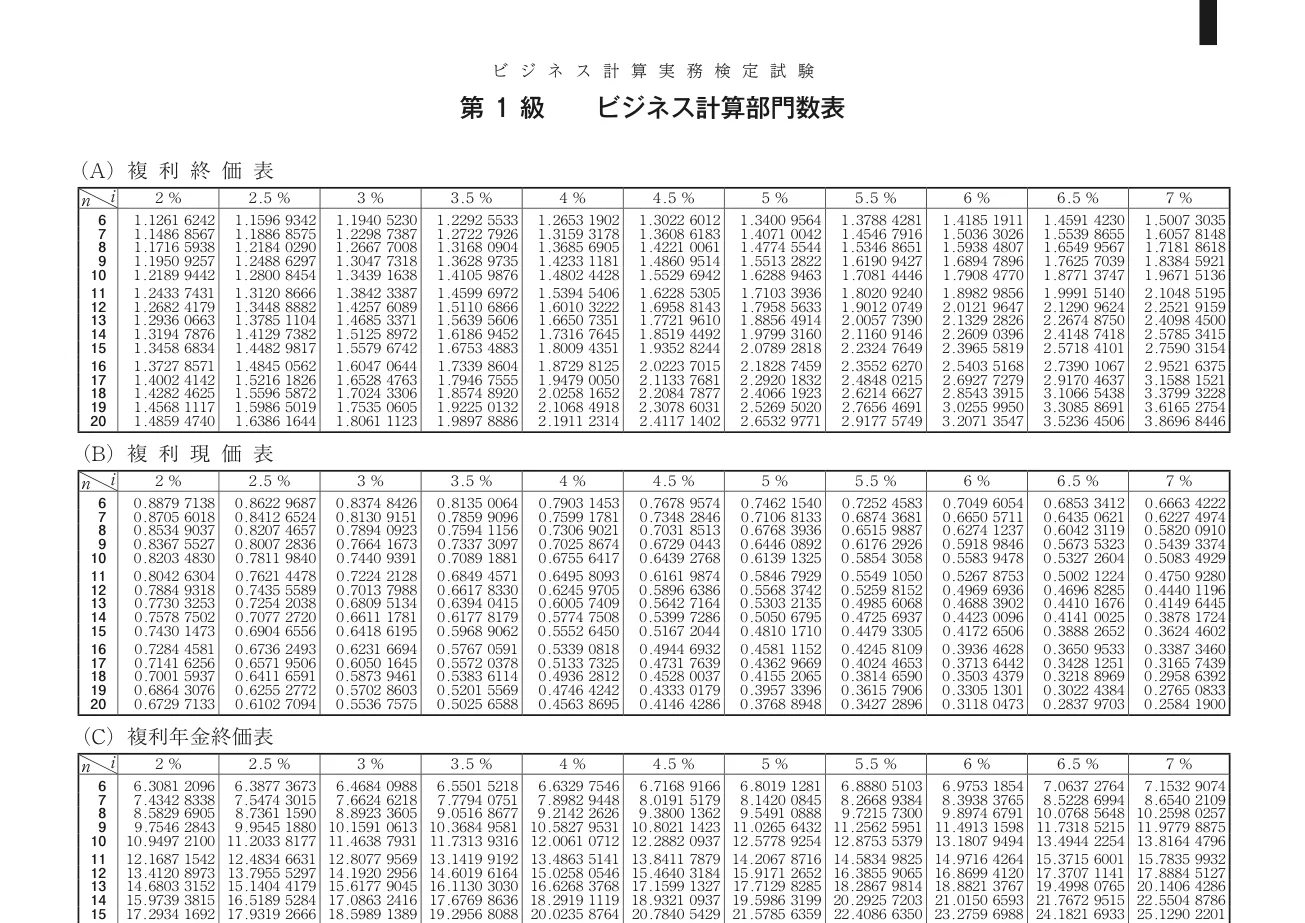 ビジネス計算実務検定試験
第1級 ビジネス計算部門数表
(A) 複利終価表
n i 2% 2.5% 3% 3.5% 4% 4.5% 5% 5.5% 6% 6.5% 7%
6 1.1261 6242 1.1596 9342 1.1940 5230 1.2292 5533 1.2653 1902 1.3022 6012 1.3400 9564 1.3788 4281 1.4185 1911 1.4591 4230 1.5007 3035
7 1.1486 8567 1.1886 8575 1.2298 7387 1.2722 7926 1.3159 3178 1.3608 6183 1.4071 0042 1.4546 7916 1.5036 3026 1.5539 8655 1.6057 8148
8 1.1716 5938 1.2184 0290 1.2667 7008 1.3168 0904 1.3685 6905 1.4221 0061 1.4774 5544 1.5346 8651 1.5938 4807 1.6549 9567 1.7181 8618
9 1.1950 9257 1.2488 6297 1.3047 7318 1.3628 9735 1.4233 1181 1.4860 9514 1.5513 2822 1.6190 9427 1.6894 7896 1.7625 7039 1.8384 5921
10 1.2189 9442 1.2800 8454 1.3439 1638 1.4105 9876 1.4802 4428 1.5529 6942 1.6288 9463 1.7081 4446 1.7908 4770 1.8771 3747 1.9671 5136
11 1.2433 7431 1.3120 8666 1.3842 3387 1.4599 6972 1.5394 5406 1.6228 5305 1.7103 3936 1.8020 9240 1.8982 9856 1.9991 5140 2.1048 5195
12 1.2682 4179 1.3448 8882 1.4257 6089 1.5110 6866 1.6010 3222 1.6958 8143 1.7958 5633 1.9012 0749 2.0121 9647 2.1290 9624 2.2521 9159
13 1.2936 0663 1.3785 1104 1.4685 3371 1.5639 5606 1.6650 7351 1.7721 9610 1.8856 4914 2.0057 7390 2.1329 2826 2.2674 8750 2.4098 4500
14 1.3194 7876 1.4129 7382 1.5125 8972 1.6186 9452 1.7316 7645 1.8519 4492 1.9799 3160 2.1160 9146 2.2609 0396 2.4148 7418 2.5785 3415
15 1.3458 6834 1.4482 9817 1.5579 6742 1.6753 4883 1.8009 4351 1.9352 8244 2.0789 2818 2.2324 7649 2.3965 5819 2.5718 4101 2.7590 3154
16 1.3727 8571 1.4845 0562 1.6047 0644 1.7339 8604 1.8729 8125 2.0223 7015 2.1828 7459 2.3552 6270 2.5403 5168 2.7390 1067 2.9521 6375
17 1.4002 4142 1.5216 1826 1.6528 4763 1.7946 7555 1.9479 0050 2.1133 7681 2.2920 1832 2.4848 0215 2.6927 7279 2.9170 4637 3.1588 1521
18 1.4282 4625 1.5596 5872 1.7024 3306 1.8574 8920 2.0258 1652 2.2084 7877 2.4066 1923 2.6214 6627 2.8543 3915 3.1066 5438 3.3799 3228
19 1.4568 1117 1.5986 5019 1.7535 0605 1.9225 0132 2.1068 4918 2.3078 6031 2.5269 5020 2.7656 4691 3.0255 9950 3.3085 8691 3.6165 2754
20 1.4859 4740 1.6386 1644 1.8061 1123 1.9897 8886 2.1911 2314 2.4117 1402 2.6532 9771 2.9177 5749 3.2071 3547 3.5236 4506 3.8696 8446
(B) 複利現価表
n i 2% 2.5% 3% 3.5% 4% 4.5% 5% 5.5% 6% 6.5% 7%
6 0.8879 7138 0.8622 9687 0.8374 8426 0.8135 0064 0.7903 1453 0.7678 9574 0.7462 1540 0.7252 4583 0.7049 6054 0.6853 3412 0.6663 4222
7 0.8705 6018 0.8412 6524 0.8130 9151 0.7859 9096 0.7599 1781 0.7348 2846 0.7106 8133 0.6874 3681 0.6650 5711 0.6435 0621 0.6227 4974
8 0.8534 9037 0.8207 4657 0.7894 0923 0.7594 1156 0.7306 9021 0.7031 8513 0.6768 3936 0.6515 9887 0.6274 1237 0.6042 3119 0.5820 0910
9 0.8367 5527 0.8007 2836 0.7664 1673 0.7337 3097 0.7025 8674 0.6729 0443 0.6446 0892 0.6176 2926 0.5918 9846 0.5673 5323 0.5439 3374
10 0.8203 4830 0.7811 9840 0.7440 9391 0.7089 1881 0.6755 6417 0.6439 2768 0.6139 1325 0.5854 3058 0.5583 9478 0.5327 2604 0.5083 4929
11 0.8042 6304 0.7621 4478 0.7224 2128 0.6849 4571 0.6495 8093 0.6161 9874 0.5846 7929 0.5549 1050 0.5267 8753 0.5002 1224 0.4750 9280
12 0.7884 9318 0.7435 5589 0.7013 7988 0.6617 8330 0.6245 9705 0.5896 6386 0.5568 3742 0.5259 8152 0.4969 6936 0.4696 8285 0.4440 1196
13 0.7730 3253 0.7254 2038 0.6809 5134 0.6394 0415 0.6005 7409 0.5642 7164 0.5303 2135 0.4985 6068 0.4688 3902 0.4410 1676 0.4149 6445
14 0.7578 7502 0.7077 2720 0.6611 1781 0.6177 8179 0.5774 7508 0.5399 7286 0.5050 6795 0.4725 6937 0.4423 0096 0.4141 0025 0.3878 1724
15 0.7430 1473 0.6904 6556 0.6418 6195 0.5968 9062 0.5552 6450 0.5167 2044 0.4810 1710 0.4479 3305 0.4172 6506 0.3888 2652 0.3624 4602
16 0.7284 4581 0.6736 2493 0.6231 6694 0.5767 0591 0.5339 0818 0.4944 6932 0.4581 1152 0.4245 8109 0.3936 4628 0.3650 9533 0.3387 3460
17 0.7141 6256 0.6571 9506 0.6050 1645 0.5572 0378 0.5133 7325 0.4731 7639 0.4362 9669 0.4024 4653 0.3713 6442 0.3428 1251 0.3165 7439
18 0.7001 5937 0.6411 6591 0.5873 9461 0.5383 6114 0.4936 2812 0.4528 0037 0.4155 2065 0.3814 6590 0.3503 4379 0.3218 8969 0.2958 6392
19 0.6864 3076 0.6255 2772 0.5702 8603 0.5201 5569 0.4746 4242 0.4333 0179 0.3957 3396 0.3615 7906 0.3305 1301 0.3022 4384 0.2765 0833
20 0.6729 7133 0.6102 7094 0.5536 7575 0.5025 6588 0.4563 8695 0.4146 4286 0.3768 8948 0.3427 2896 0.3118 0473 0.2837 9703 0.2584 1900
(C) 複利年金終価表
n i 2% 2.5% 3% 3.5% 4% 4.5% 5% 5.5% 6% 6.5% 7%
6 6.3081 2096 6.3877 3673 6.4684 0988 6.5501 5218 6.6329 7546 6.7168 9166 6.8019 1281 6.8880 5103 6.9753 1854 7.0637 2764 7.1532 9074
7 7.4342 8338 7.5474 3015 7.6624 6218 7.7794 0751 7.8982 9448 8.0191 5179 8.1420 0845 8.2668 9384 8.3938 3765 8.5228 6994 8.6540 2109
8 8.5829 6905 8.7361 1590 8.8923 3605 9.0516 8677 9.2142 2626 9.3800 1362 9.5491 0888 9.7215 7300 9.8974 6791 10.0768 5648 10.2598 0257
9 9.7546 2843 9.9545 1880 10.1591 0613 10.3684 9581 10.5827 9531 10.8021 1423 11.0265 6432 11.2562 5951 11.4913 1598 11.7318 5215 11.9779 8875
10 10.9497 2100 11.2033 8177 11.4638 7931 11.7313 9316 12.0061 0712 12.2882 0937 12.5778 9254 12.8753 5379 13.1807 9494 13.4944 2254 13.8164 4796
11 12.1687 1542 12.4834 6631 12.8077 9569 13.1419 9192 13.4863 5141 13.8411 7879 14.2067 8716 14.5834 9825 14.9716 4264 15.3715 6001 15.7835 9932
12 13.4120 8973 13.7955 5297 14.1920 2956 14.6019 6164 15.0258 0546 15.4640 3184 15.9171 2652 16.3855 9065 16.8699 4120 17.3707 1141 17.8884 5127
13 14.6803 3152 15.1404 4179 15.6177 9045 16.1130 3030 16.6268 3768 17.1599 1327 17.7129 8285 18.2867 9814 18.8821 3767 19.4998 0765 20.1406 4286
14 15.9739 3815 16.5189 5284 17.0863 2416 17.6769 8636 18.2919 1119 18.9321 0937 19.5986 3199 20.2925 7203 21.0150 6593 21.7672 9515 22.5504 8786
15 17.2934 1692 17.9319 2666 18.5989 1389 19.2956 8088 20.0235 8764 20.7840 5429 21.5785 6359 22.4086 6350 23.2759 6988 24.1821 6933 25.1290 2201